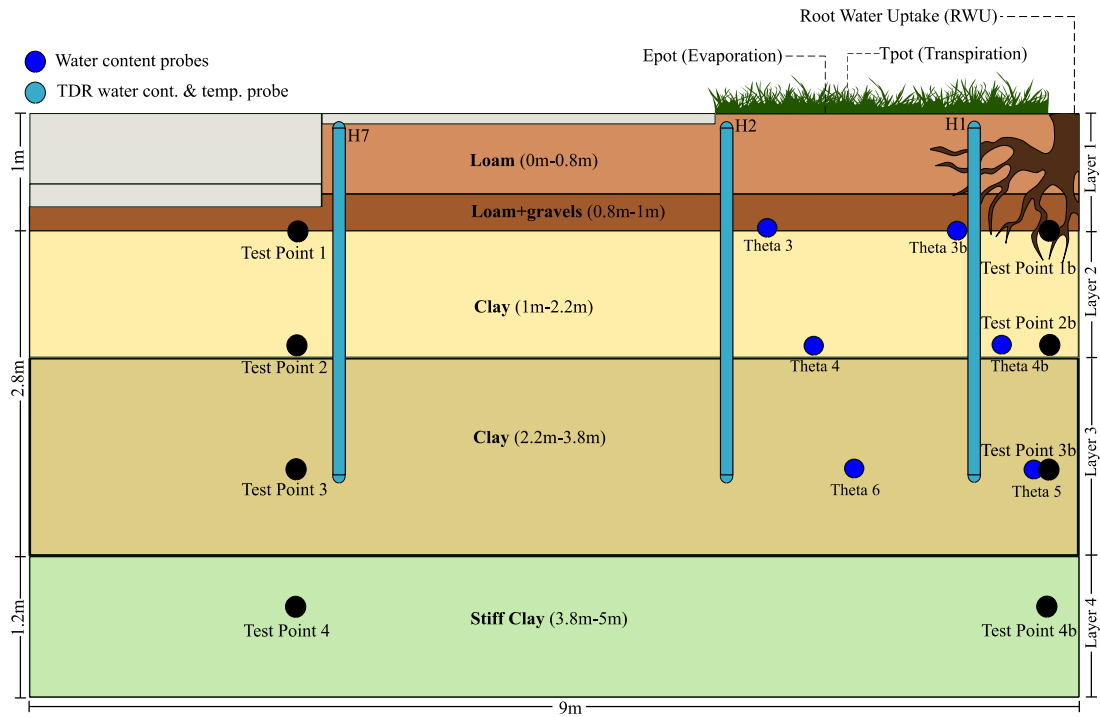 Root Water Uptake (RWU)
Epot (Evaporation)
Tpot (Transpiration)
Water content probes
TDR water cont. & temp. probe
H7
H2
H1
1m
Loam (0m-0.8m)
Layer 1
Loam+gravels (0.8m-1m)
Test Point 1
Theta 3
Theta 3b
Test Point 1b
Layer 2
Clay (1m-2.2m)
Test Point 2b
Test Point 2
Theta 4
Theta 4b
2.8m
Clay (2.2m-3.8m)
Layer 3
Test Point 3b
Test Point 3
Theta 6
Theta 5
1.2m
Stiff Clay (3.8m-5m)
Layer 4
Test Point 4
Test Point 4b
9m